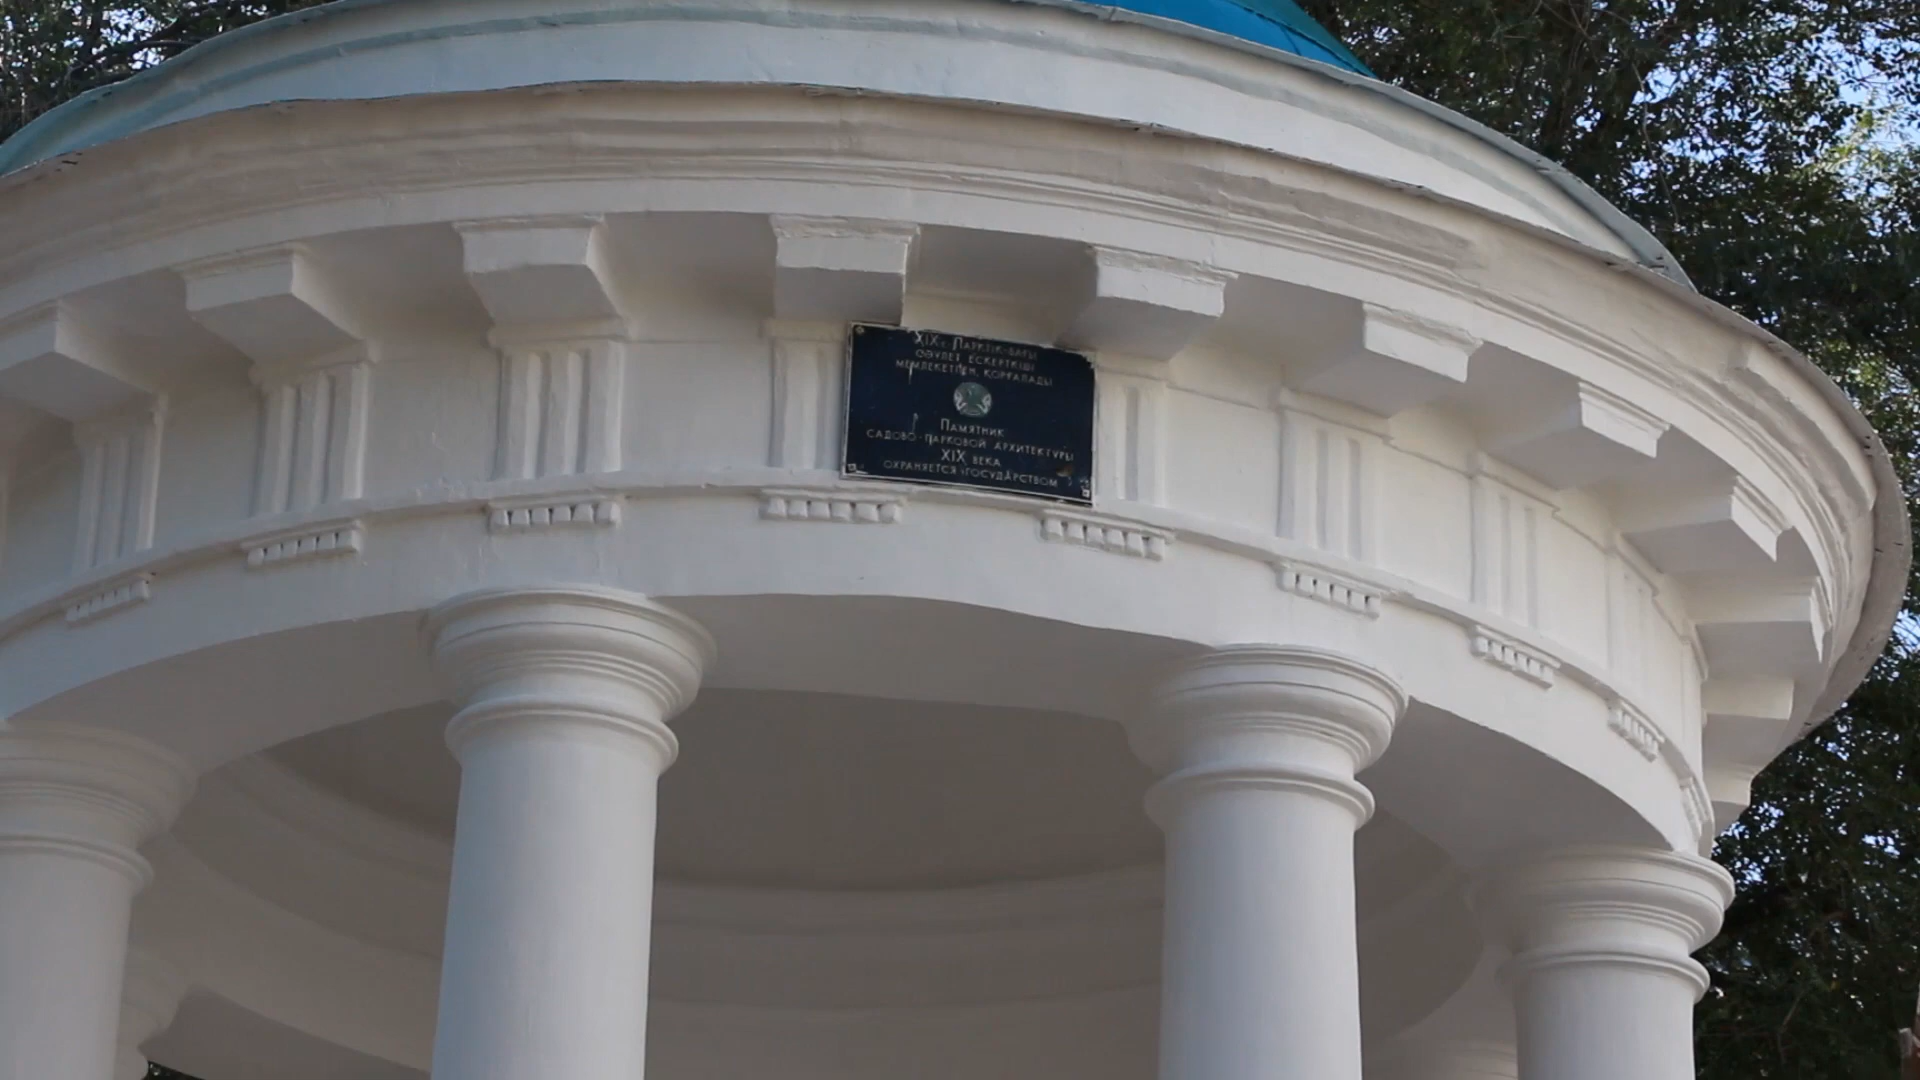 XIX ғ. ПАРКТІК-БАҒЫ
СӘУЛЕТ ЕСКЕРТКІШІ
МЕМЛЕКЕТПЕН ҚОРҒАЛАДЫ
ПАМЯТНИК
САДОВО-ПАРКОВОЙ АРХИТЕКТУРЫ
XIX ВЕКА
ОХРАНЯЕТСЯ ГОСУДАРСТВОМ